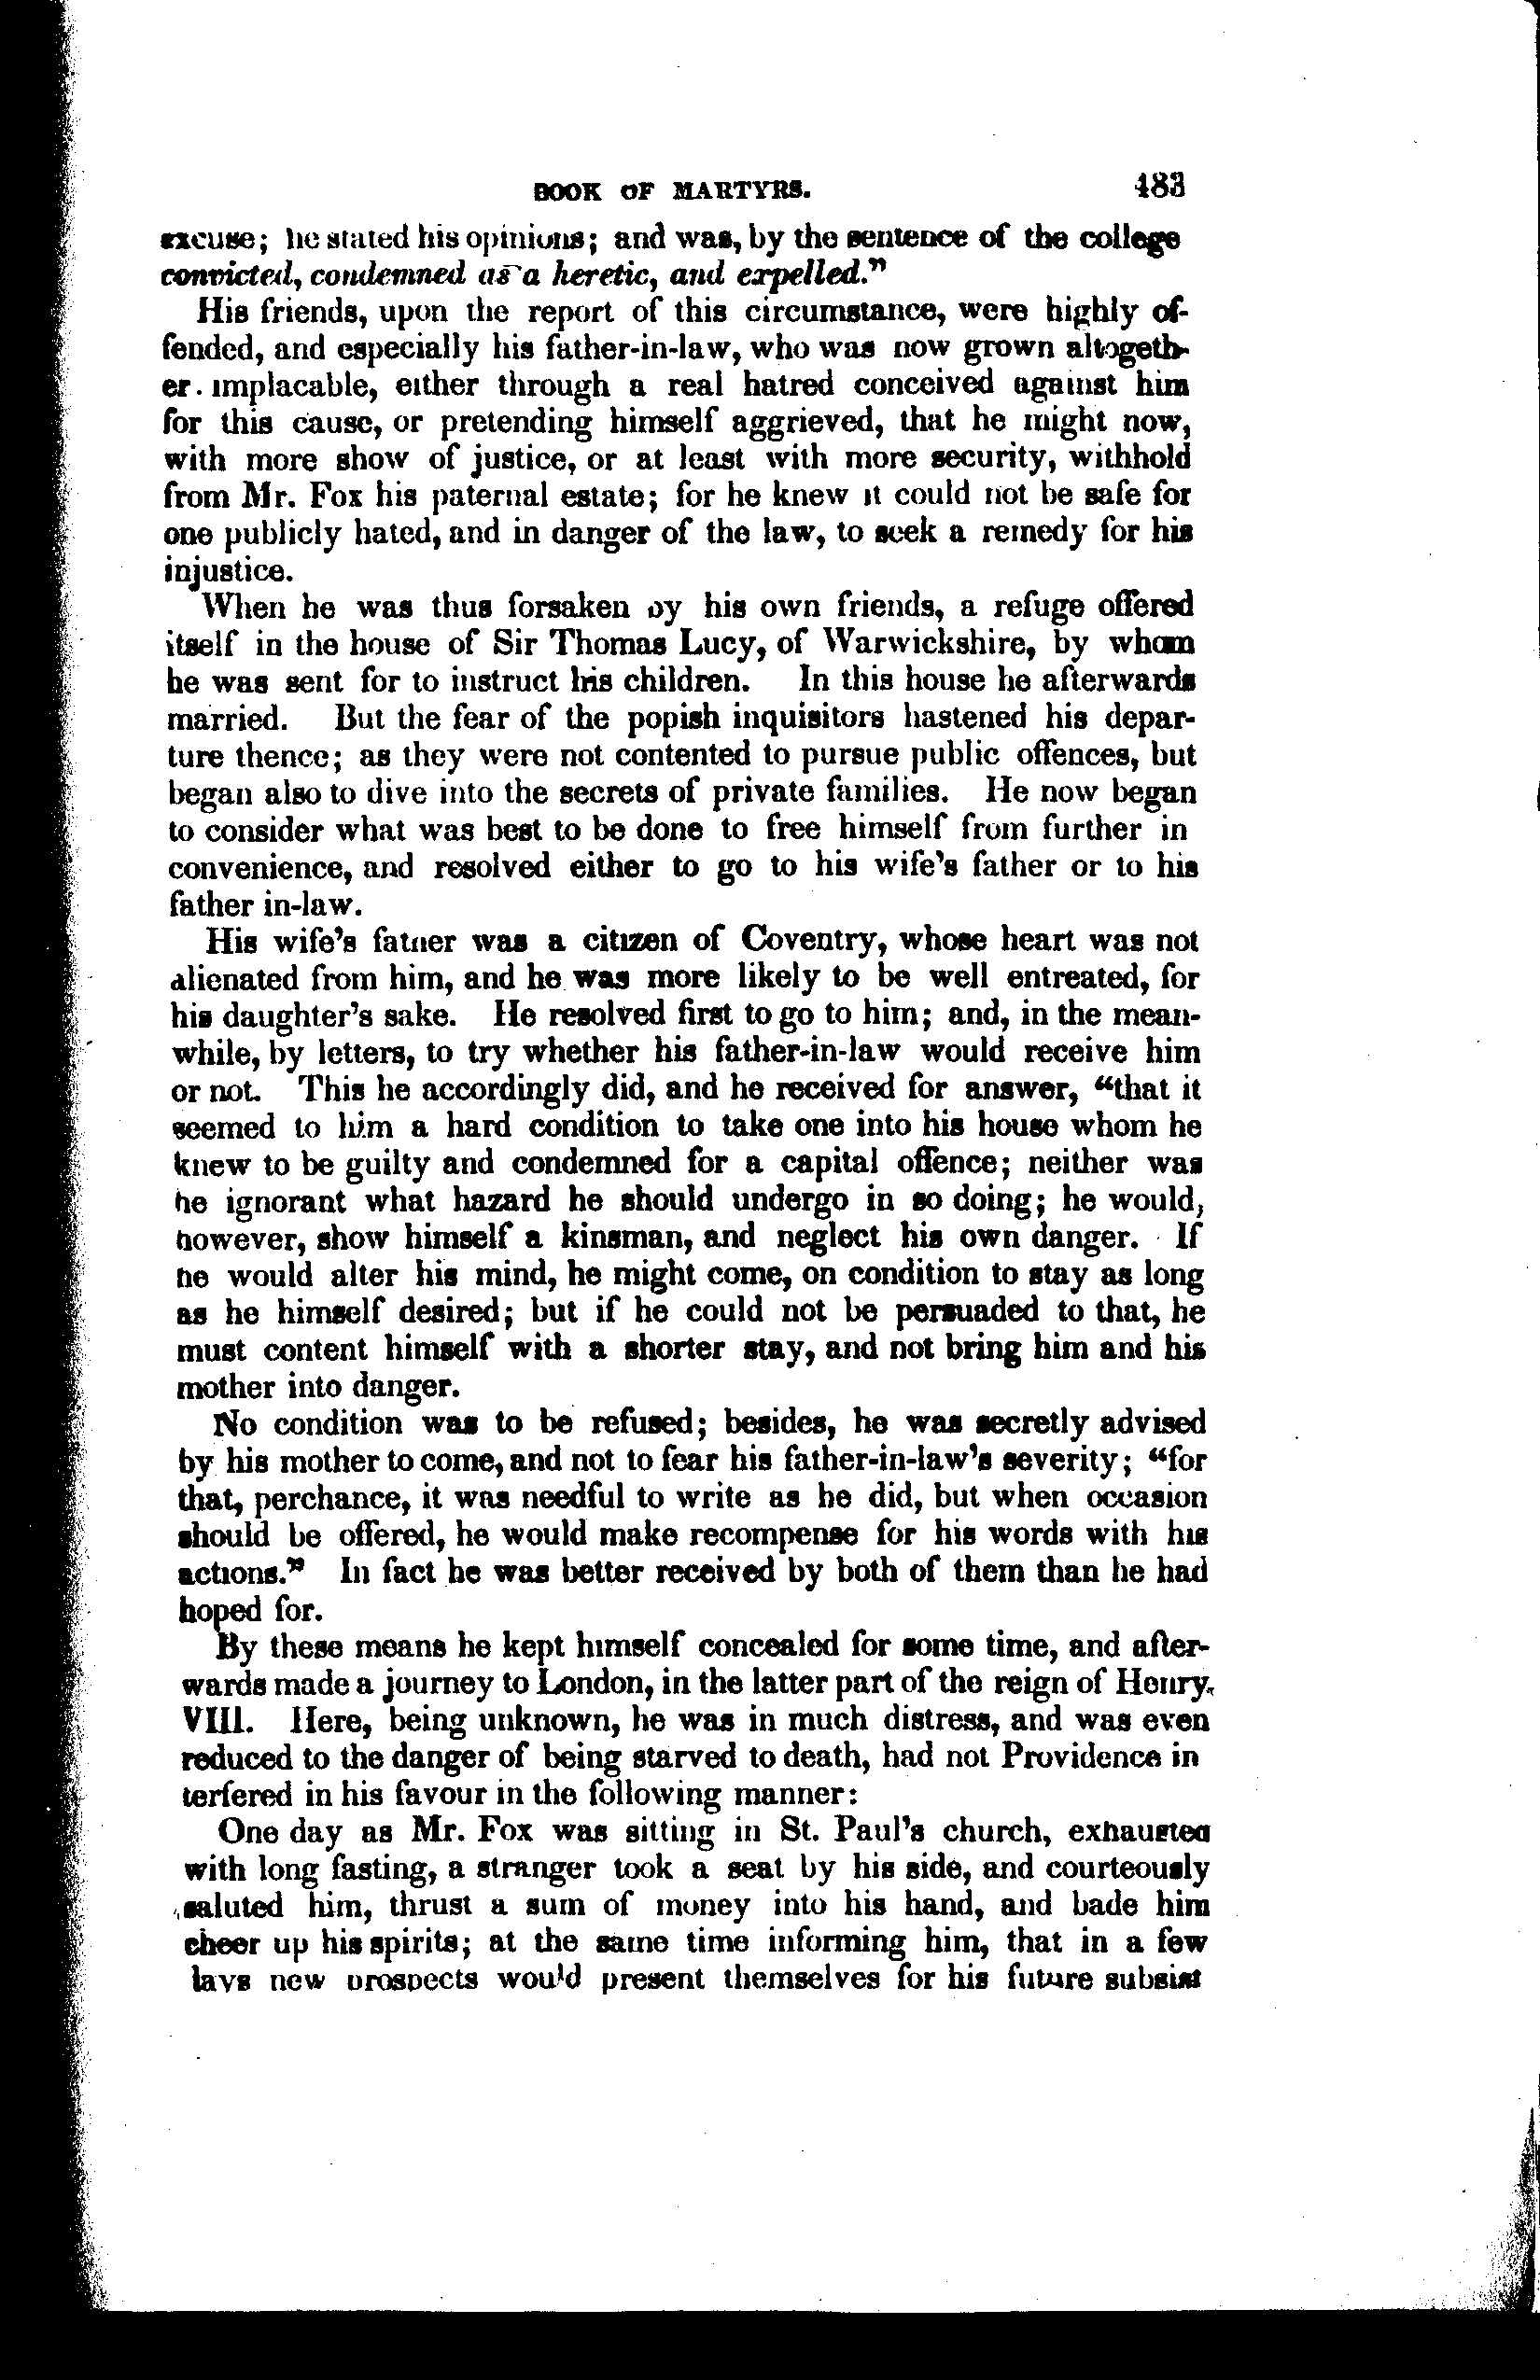 BOOK OF MARTYRS. 483
excuse; he stated his opinions; and was, by the sentence of the college
convicted, condemned as a heretic, and expelled."
His friends, upon the report of this circumstance, were highly of-
fended, and especially his father-in-law, who was now grown altogeth-
er implacable, either through a real hatred conceived against him
for this cause, or pretending himself aggrieved, that he might now,
with more show of justice, or at least with more security, withhold
from Mr. Fox his paternal estate; for he knew it could not be safe for
one publicly hated, and in danger of the law, to seek a remedy for his
injustice.
When he was thus forsaken by his own friends, a refuge offered
itself in the house of Sir Thomas Lucy, of Warwickshire, by whom
he was sent for to instruct his children. In this house he afterwards
married. But the fear of the popish inquisitors hastened his depar-
ture thence; as they were not contented to pursue public offences, but
began also to dive into the secrets of private families. He now began
to consider what was best to be done to free himself from further in
convenience, and resolved either to go to his wife's father or to his
father in-law.
His wife's father was a citizen of Coventry, whose heart was not
alienated from him, and he was more likely to be well entreated, for
his daughter's sake. He resolved first to go to him; and, in the mean-
while, by letters, to try whether his father-in-law would receive him
or not. This he accordingly did, and he received for answer, "that it
seemed to him a hard condition to take one into his house whom he
knew to be guilty and condemned for a capital offence; neither was
he ignorant what hazard he should undergo in so doing; he would,
however, show himself a kinsman, and neglect his own danger. If
he would alter his mind, he might come, on condition to stay as long
as he himself desired; but if he could not be persuaded to that, he
must content himself with a shorter stay, and not bring him and his
mother into danger.
No condition was to be refused; besides, he was secretly advised
by his mother to come, and not to fear his father-in-law's severity; "for
that, perchance, it was needful to write as he did, but when occasion
should be offered, he would make recompense for his words with his
actions." In fact he was better received by both of them than he had
hoped for.
By these means he kept himself concealed for some time, and after-
wards made a journey to London, in the latter part of the reign of Henry
VIII. Here, being unknown, he was in much distress, and was even
reduced to the danger of being starved to death, had not Providence in
terfered in his favour in the following manner:
One day as Mr. Fox was sitting in St. Paul's church, exhausted
with long fasting, a stranger took a seat by his side, and courteously
saluted him, thrust a sum of money into his hand, and bade him
cheer up his spirits; at the same time informing him, that in a few
days new prospects would present themselves for his future subsist